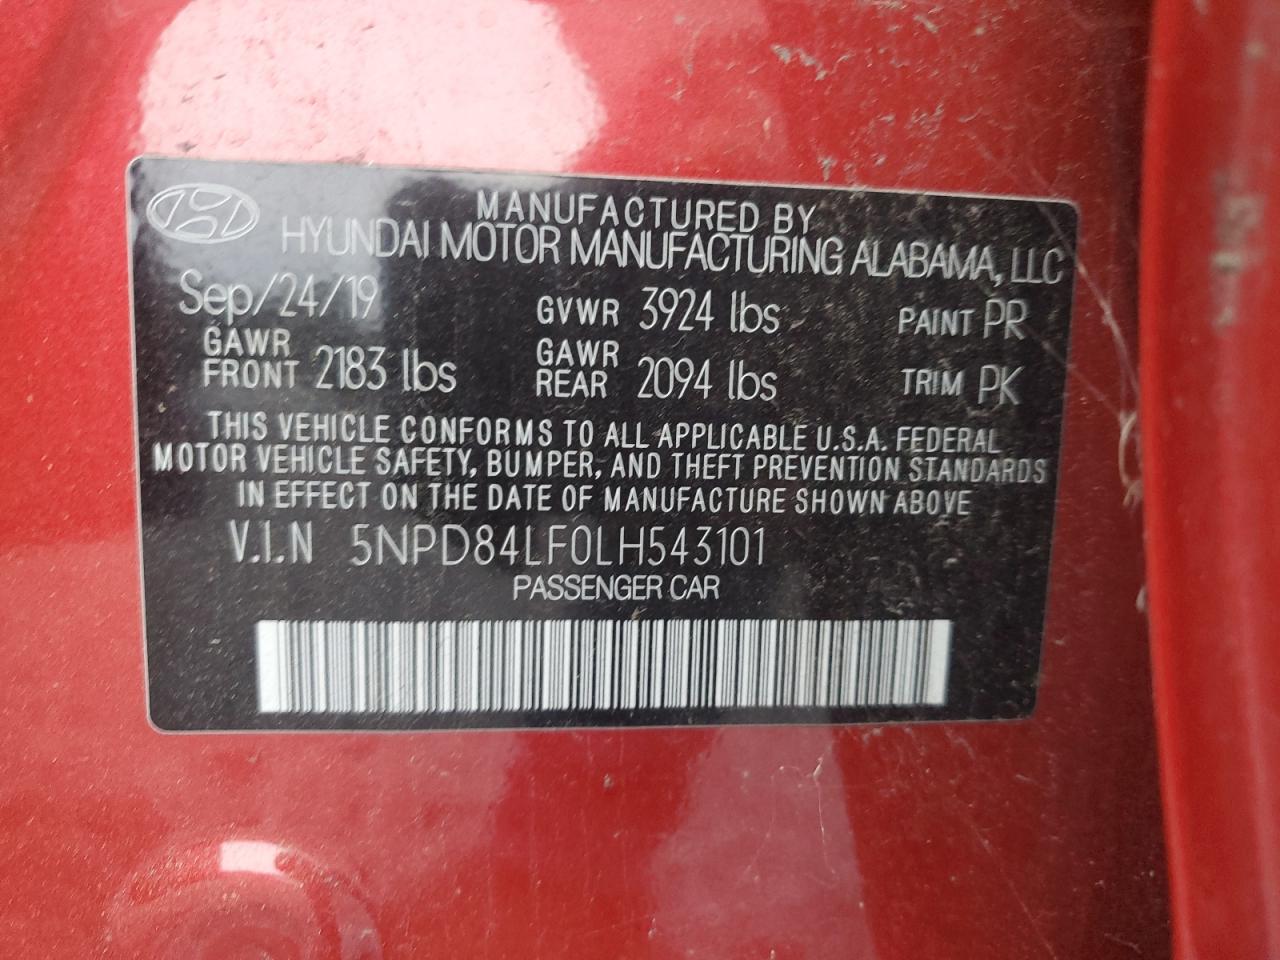 MANUFACTURED BY
HYUNDAI MOTOR MANUFACTURING ALABAMA, LLC
Sep/24/19 GVWR 3924 lbs PAINT PR
GAWR FRONT 2183 lbs GAWR REAR 2094 lbs TRIM PK
THIS VEHICLE CONFORMS TO ALL APPLICABLE U.S.A. FEDERAL
MOTOR VEHICLE SAFETY, BUMPER, AND THEFT PREVENTION STANDARDS
IN EFFECT ON THE DATE OF MANUFACTURE SHOWN ABOVE
V.I.N 5NPD84LF0LH543101
PASSENGER CAR